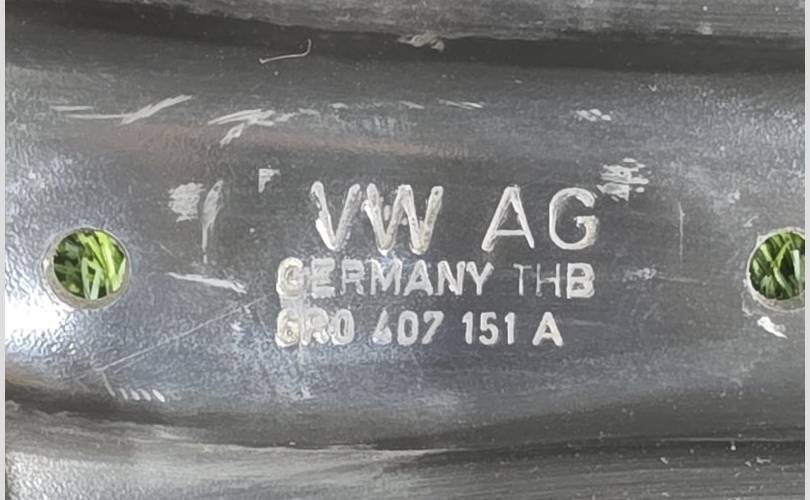 VW AG
GERMANY THB
6R0 407 151 A